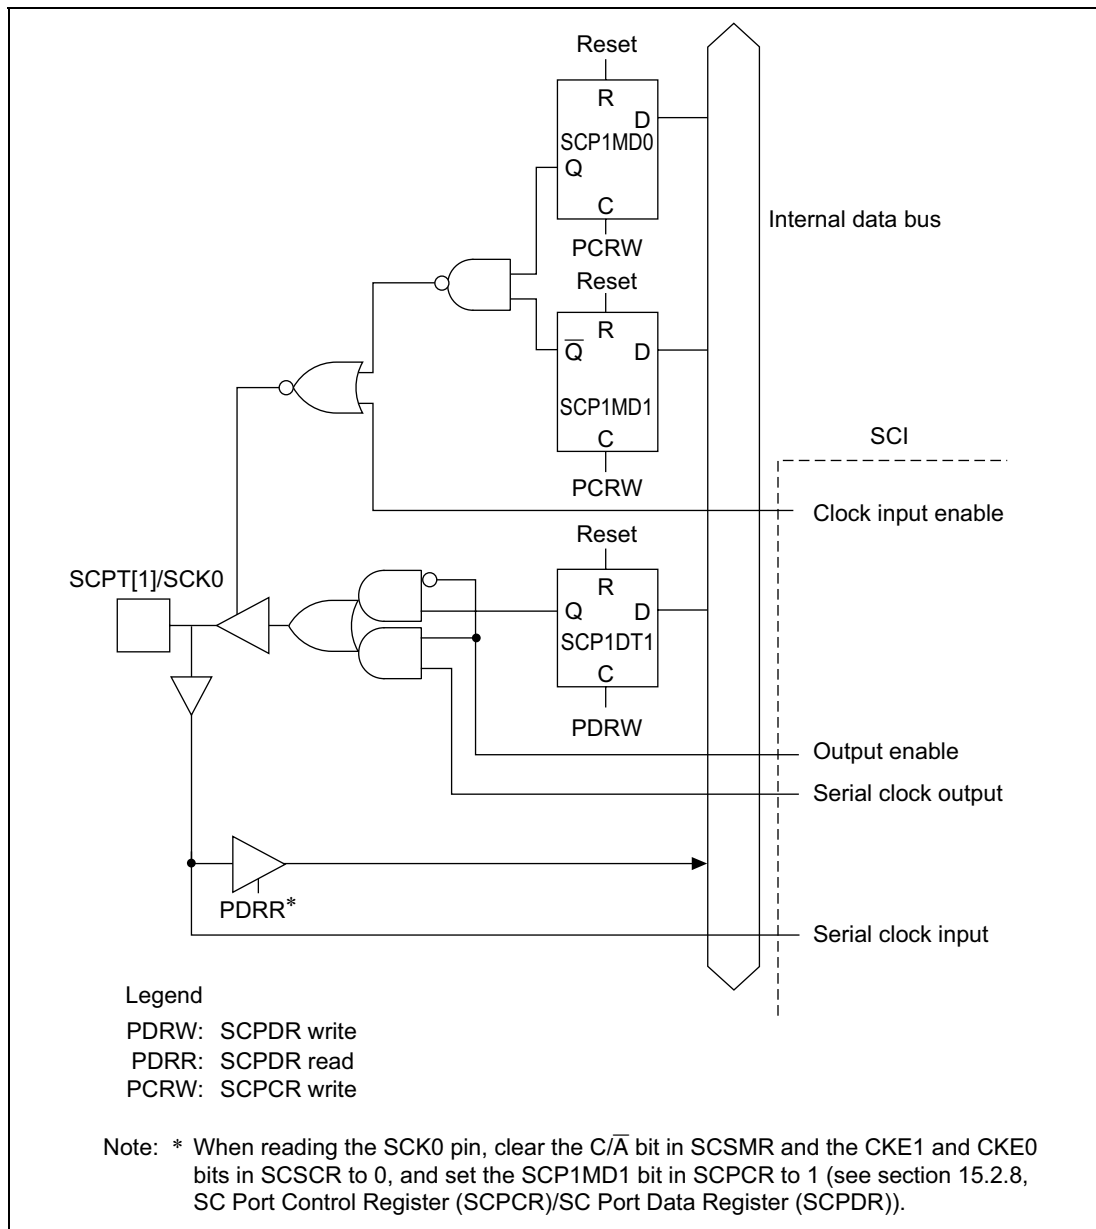 Reset
R
D
SCP1MD0
Q
C
PCRW
Internal data bus
Reset
R
Q̅ D
SCP1MD1
C
PCRW
SCI
Clock input enable
Reset
SCPT[1]/SCK0
R
Q D
SCP1DT1
C
PDRW
Output enable
Serial clock output
PDRR*
Serial clock input
Legend
PDRW: SCPDR write
PDRR: SCPDR read
PCRW: SCPCR write
Note: * When reading the SCK0 pin, clear the C/A̅ bit in SCSMR and the CKE1 and CKE0
bits in SCSCR to 0, and set the SCP1MD1 bit in SCPCR to 1 (see section 15.2.8,
SC Port Control Register (SCPCR)/SC Port Data Register (SCPDR)).